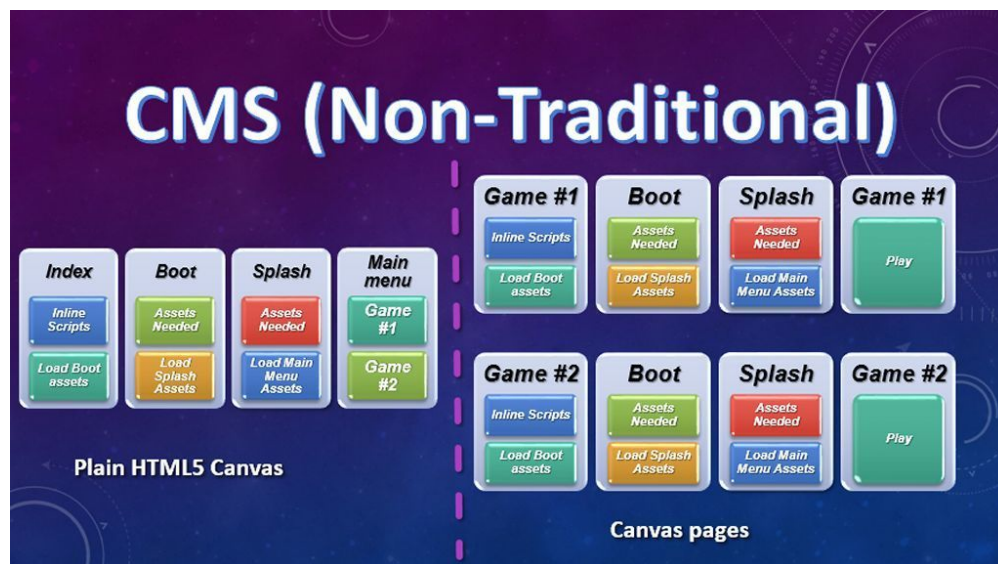 CMS (Non-Traditional)
Index
Inline
Scripts
Load Boot
assets
Boot
Assets
Needed
Load
Splash
Assets
Splash
Assets
Needed
Load Main
Menu
Assets
Main
menu
Game
#1
Game
#2
Plain HTML5 Canvas
Game #1
Inline Scripts
Load Boot
assets
Boot
Assets
Needed
Load Splash
Assets
Splash
Assets
Needed
Load Main
Menu Assets
Game #1
Play
Game #2
Inline Scripts
Load Boot
assets
Boot
Assets
Needed
Load Splash
Assets
Splash
Assets
Needed
Load Main
Menu Assets
Game #2
Play
Canvas pages